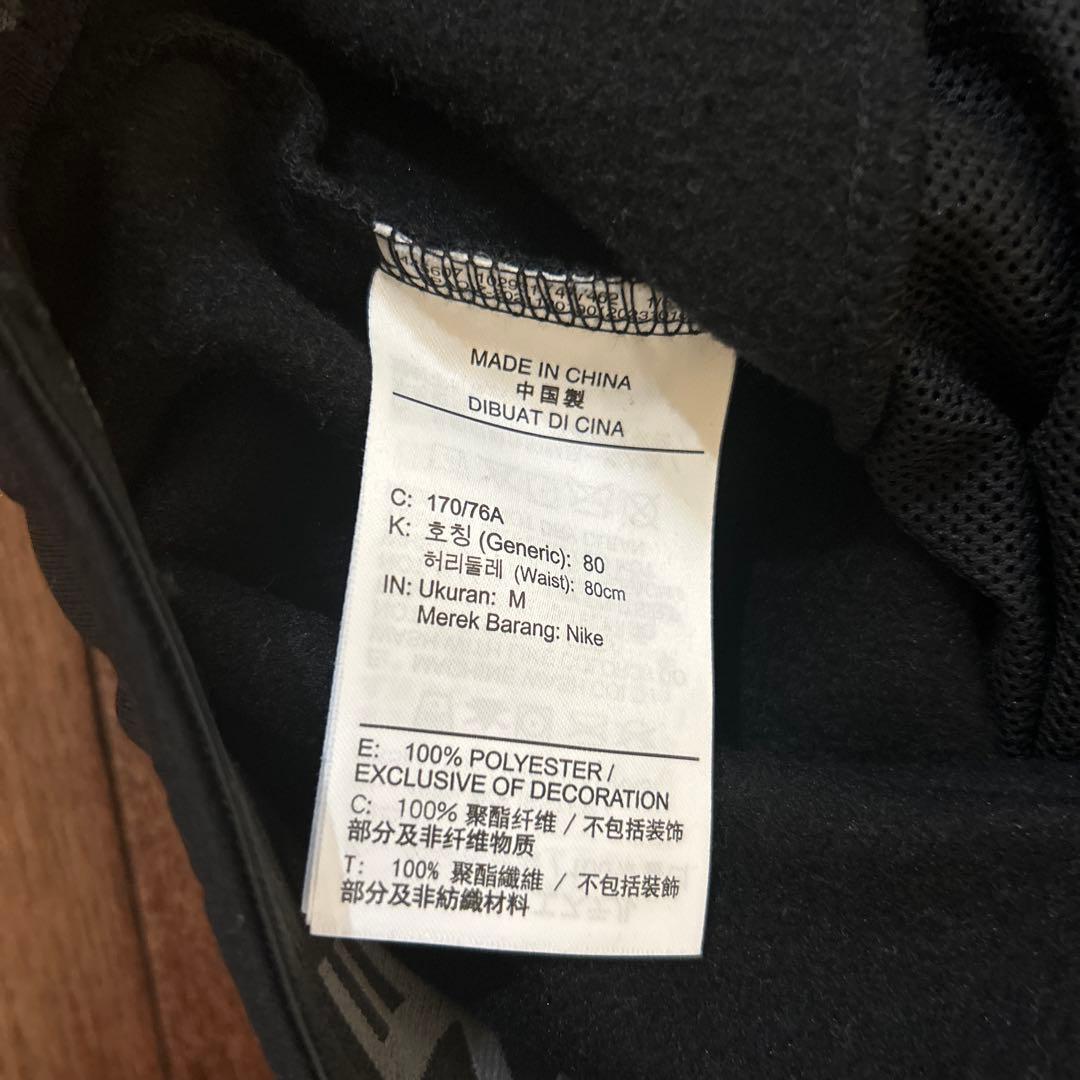 MADE IN CHINA
中国製
DIBUAT DI CINA
C: 170/76A
K: 호칭 (Generic): 80
허리둘레 (Waist): 80cm
IN: Ukuran: M
Merek Barang: Nike
E: 100% POLYESTER /
EXCLUSIVE OF DECORATION
C: 100% 聚酯纤维 / 不包括装饰
部分及非纤维物质
T: 100% 聚酯纖維 / 不包括裝飾
部分及非紡織材料